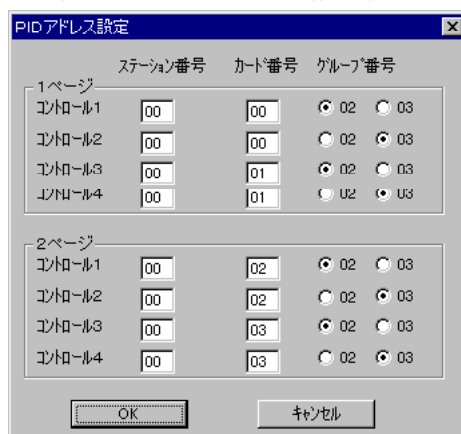 PIDアドレス設定
ステーション番号 カード番号 グループ番号
1ページ
コントロール1 00 00 02 03
コントロール2 00 00 02 03
コントロール3 00 01 02 03
コントロール4 00 01 02 03
2ページ
コントロール1 00 02 02 03
コントロール2 00 02 02 03
コントロール3 00 03 02 03
コントロール4 00 03 02 03
OK キャンセル